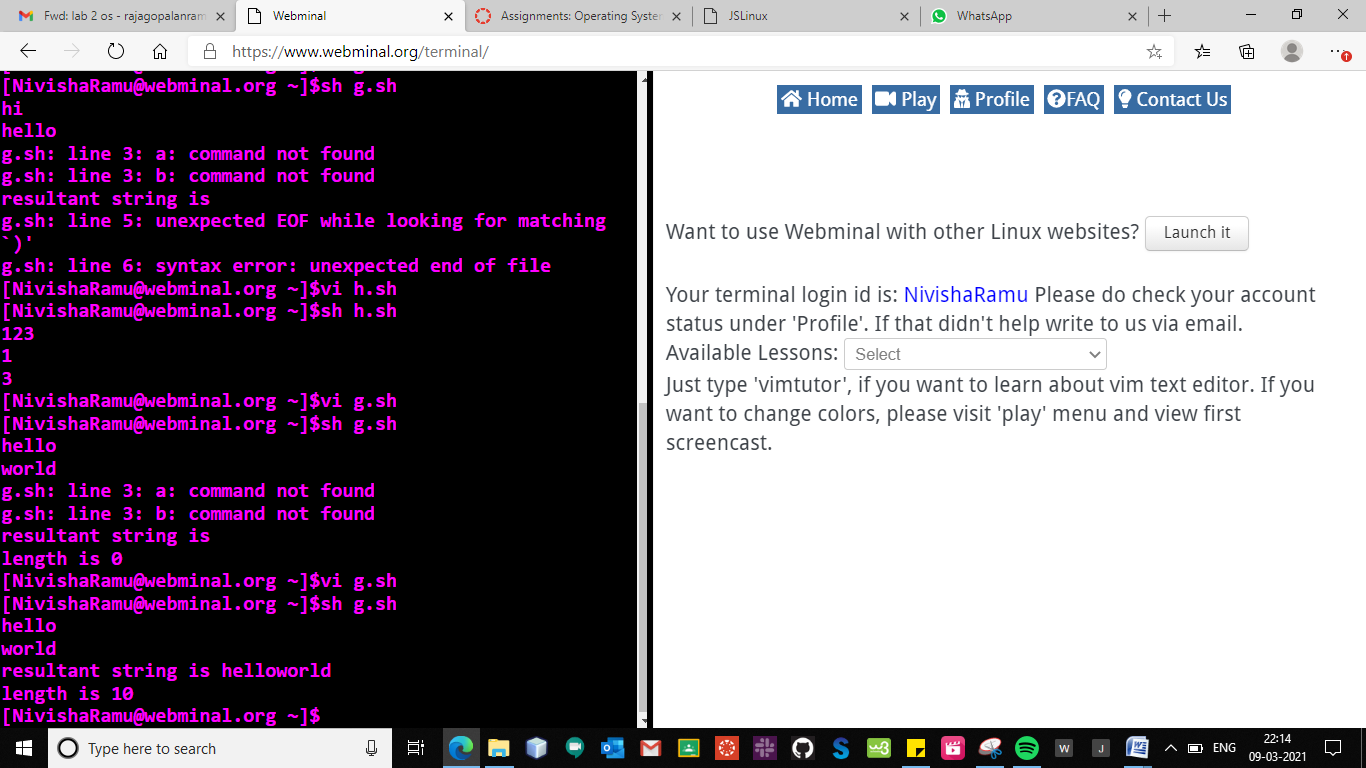 Fwd: lab 2 os - rajagopalanram
Webminal
Assignments: Operating System
JSLinux
WhatsApp
https://www.webminal.org/terminal/
[NivishaRamu@webminal.org ~]$sh g.sh
hi
hello
g.sh: line 3: a: command not found
g.sh: line 3: b: command not found
resultant string is
g.sh: line 5: unexpected EOF while looking for matching
`)'
g.sh: line 6: syntax error: unexpected end of file
[NivishaRamu@webminal.org ~]$vi h.sh
[NivishaRamu@webminal.org ~]$sh h.sh
123
1
3
[NivishaRamu@webminal.org ~]$vi g.sh
[NivishaRamu@webminal.org ~]$sh g.sh
hello
world
g.sh: line 3: a: command not found
g.sh: line 3: b: command not found
resultant string is
length is 0
[NivishaRamu@webminal.org ~]$vi g.sh
[NivishaRamu@webminal.org ~]$sh g.sh
hello
world
resultant string is helloworld
length is 10
[NivishaRamu@webminal.org ~]$
Home Play Profile FAQ Contact Us
Want to use Webminal with other Linux websites? Launch it
Your terminal login id is: NivishaRamu Please do check your account
status under 'Profile'. If that didn't help write to us via email.
Available Lessons: Select
Just type 'vimtutor', if you want to learn about vim text editor. If you
want to change colors, please visit 'play' menu and view first
screencast.
Type here to search
W
J
ENG
22:14
09-03-2021